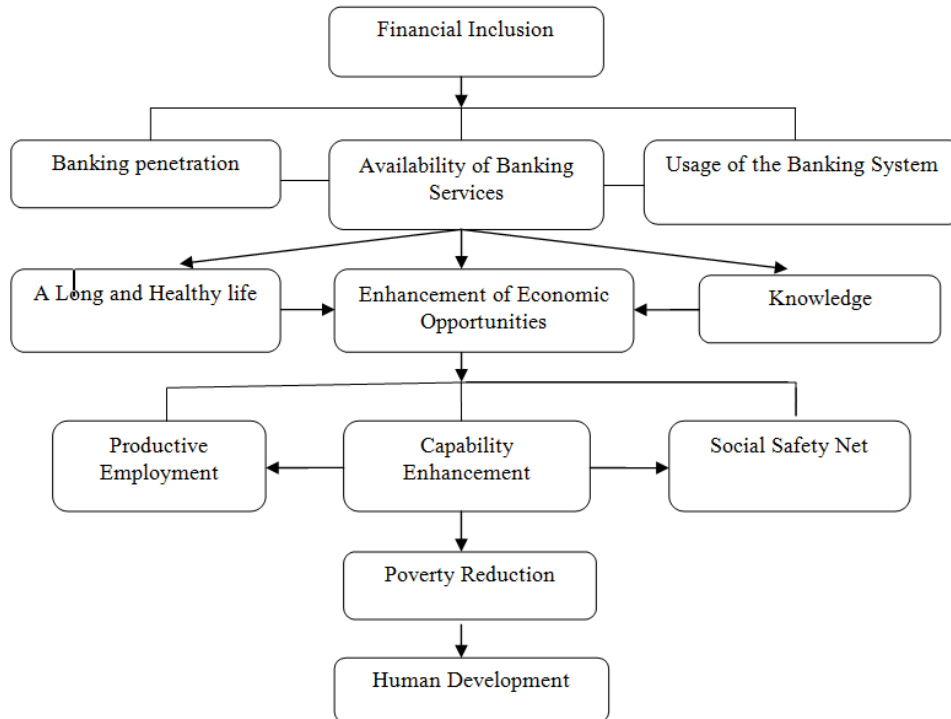 Financial Inclusion
Banking penetration
Availability of Banking
Services
Usage of the Banking System
A Long and Healthy life
Enhancement of Economic
Opportunities
Knowledge
Productive
Employment
Capability
Enhancement
Social Safety Net
Poverty Reduction
Human Development